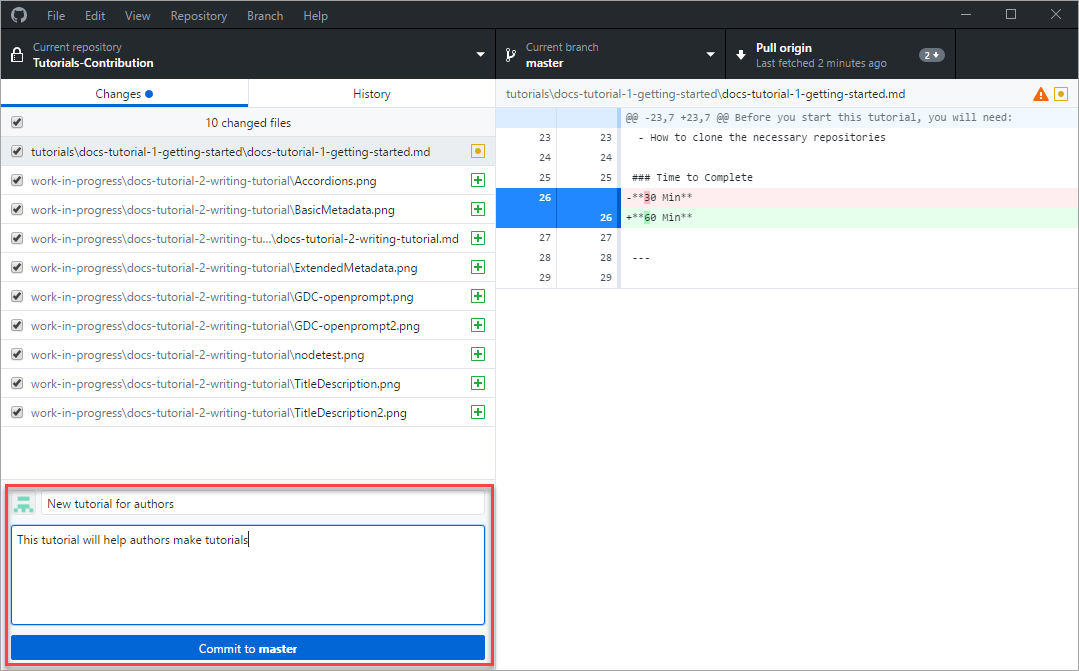 File Edit View Repository Branch Help
Current repository
Tutorials-Contribution
Current branch
master
Pull origin
Last fetched 2 minutes ago
2
Changes
History
10 changed files
tutorials\docs-tutorial-1-getting-started\docs-tutorial-1-getting-started.md
work-in-progress\docs-tutorial-2-writing-tutorial\Accordions.png
work-in-progress\docs-tutorial-2-writing-tutorial\BasicMetadata.png
work-in-progress\docs-tutorial-2-writing-tu...\docs-tutorial-2-writing-tutorial.md
work-in-progress\docs-tutorial-2-writing-tutorial\ExtendedMetadata.png
work-in-progress\docs-tutorial-2-writing-tutorial\GDC-openprompt.png
work-in-progress\docs-tutorial-2-writing-tutorial\GDC-openprompt2.png
work-in-progress\docs-tutorial-2-writing-tutorial\nodetest.png
work-in-progress\docs-tutorial-2-writing-tutorial\TitleDescription.png
work-in-progress\docs-tutorial-2-writing-tutorial\TitleDescription2.png
New tutorial for authors
This tutorial will help authors make tutorials
Commit to master
tutorials\docs-tutorial-1-getting-started\docs-tutorial-1-getting-started.md
@@ -23,7 +23,7 @@ Before you start this tutorial, you will need:
23 23 - How to clone the necessary repositories
24 24
25 25 ### Time to Complete
26 -**30 Min**
26 +**60 Min**
27 27
28 28 ---
29 29